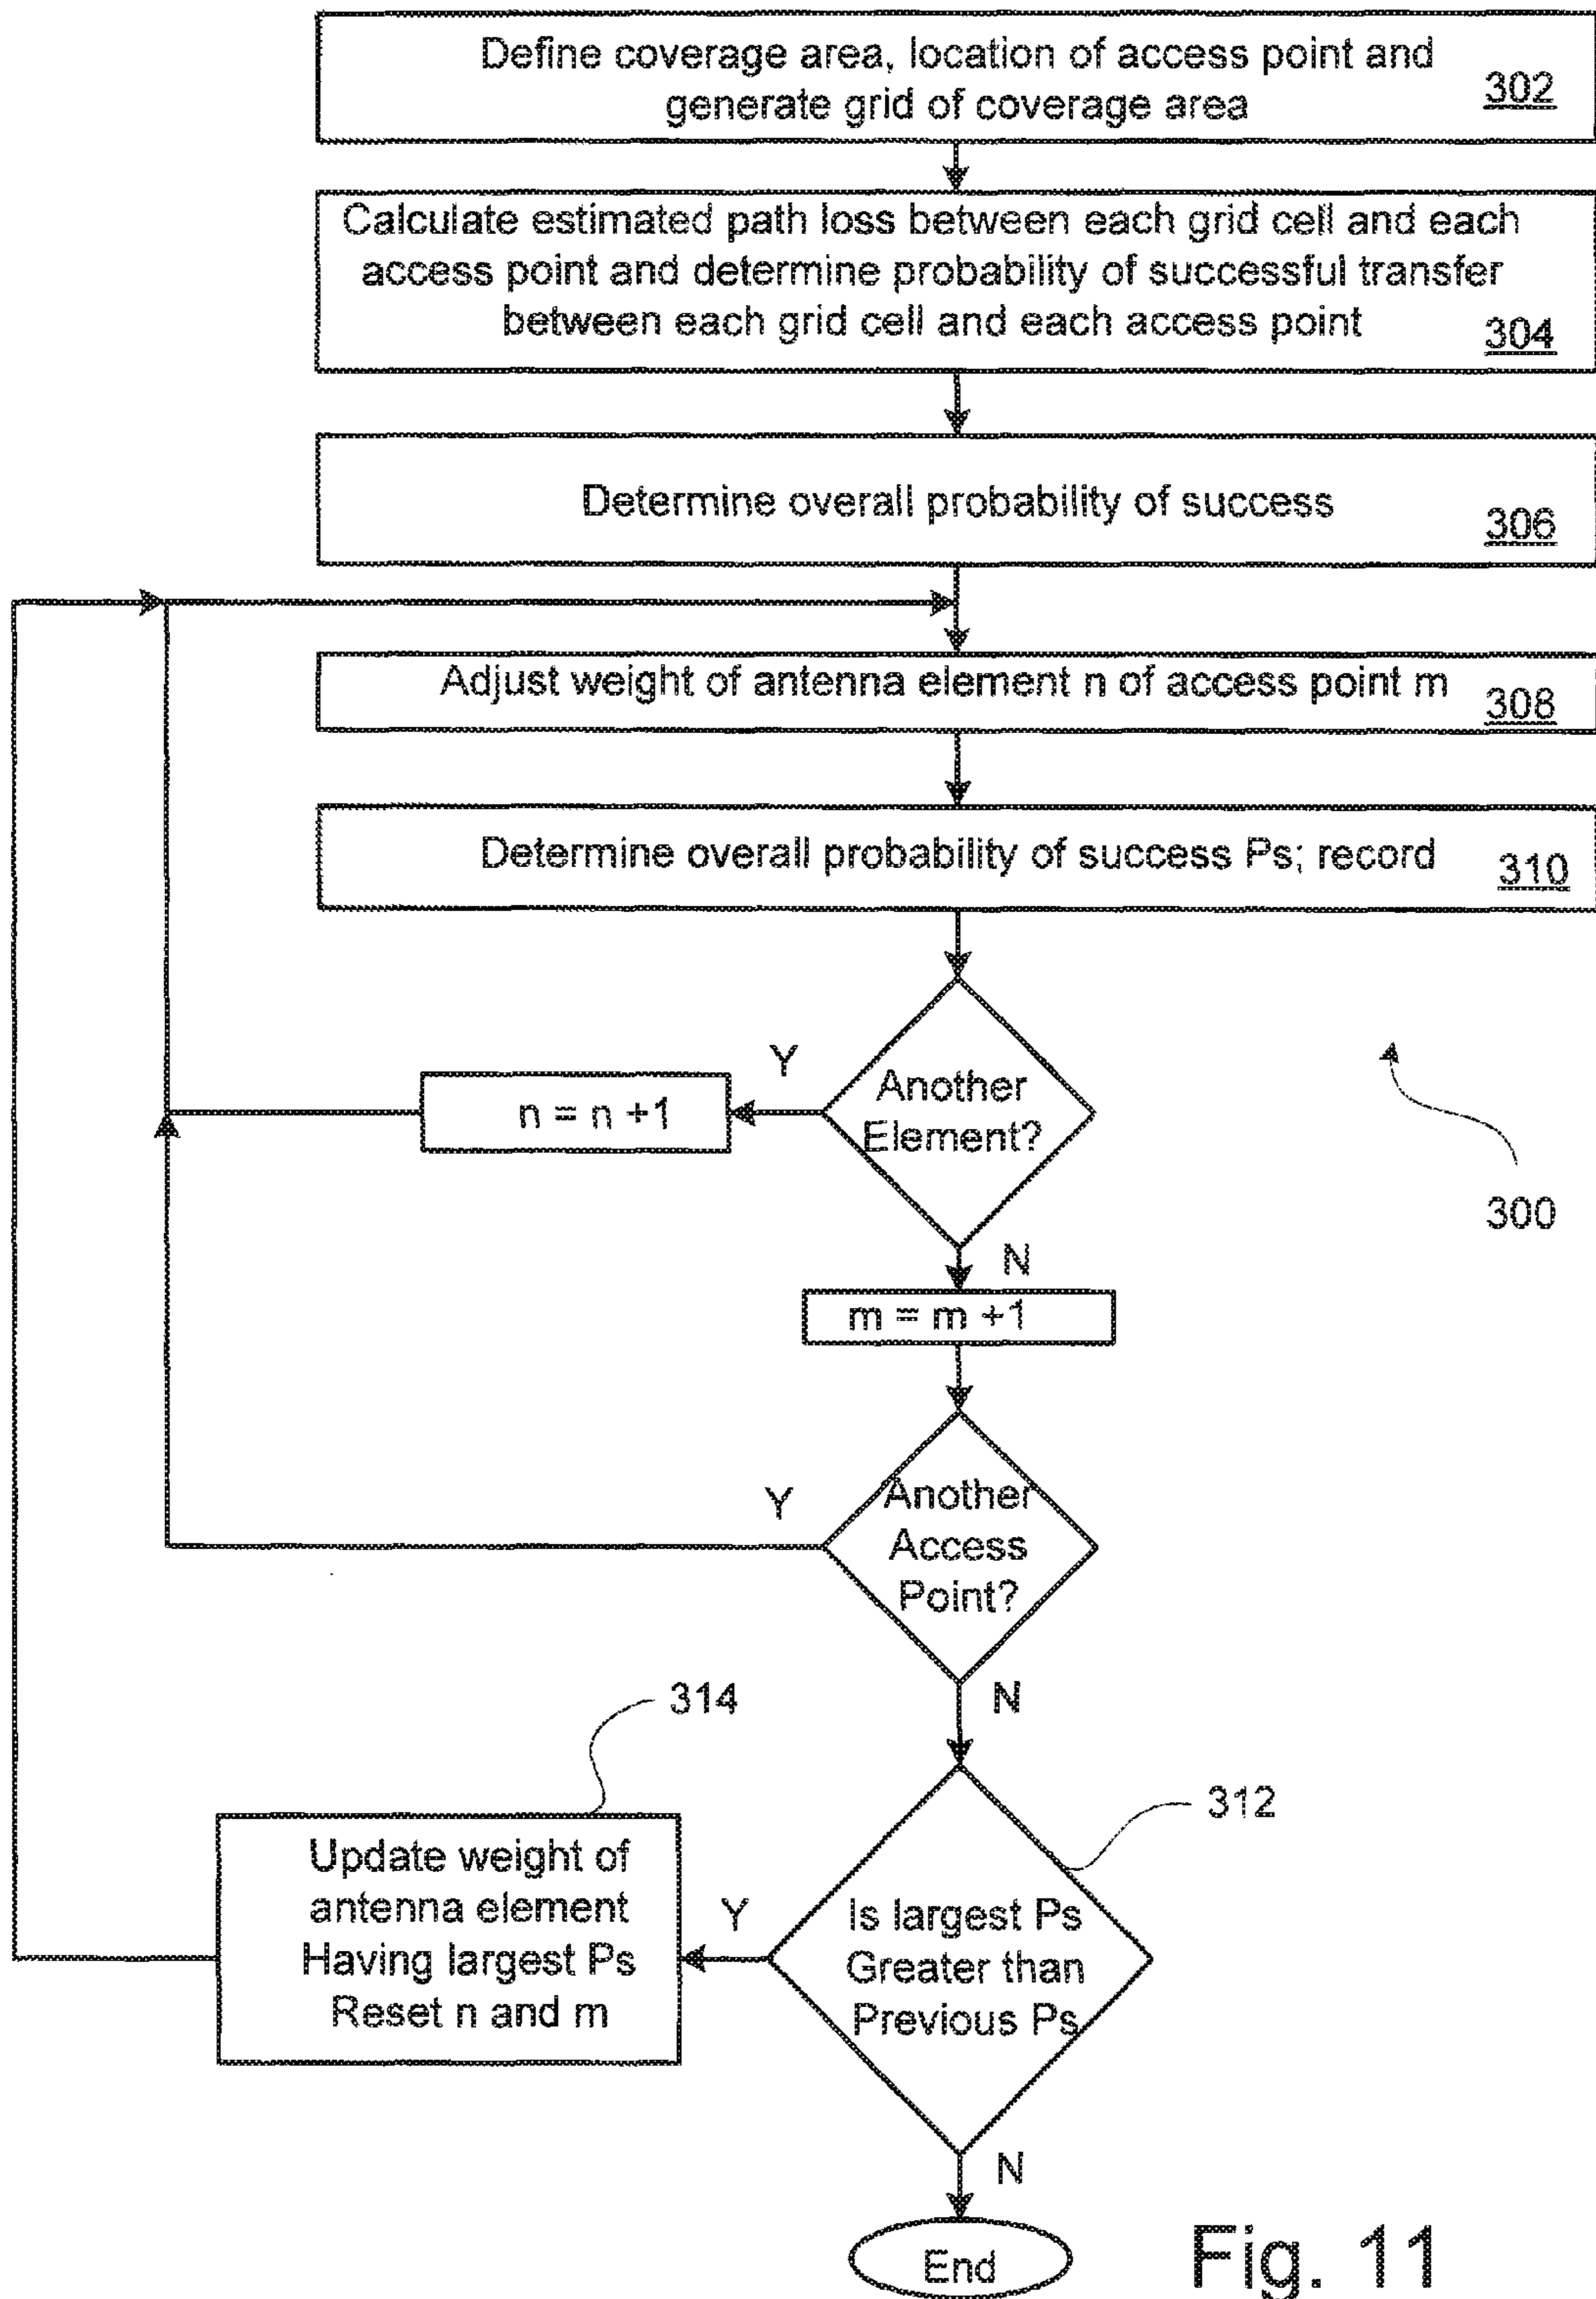 Define coverage area, location of access point and
generate grid of coverage area
302
Calculate estimated path loss between each grid cell and each
access point and determine probability of successful transfer
between each grid cell and each access point
304
Determine overall probability of success
306
Adjust weight of antenna element n of access point m
308
Determine overall probability of success Ps; record
310
Another
Element?
Y
n = n +1
300
N
m = m +1
Another
Access
Point?
Y
N
314
312
Update weight of
antenna element
Having largest Ps
Reset n and m
Y
Is largest Ps
Greater than
Previous Ps
N
End
Fig. 11